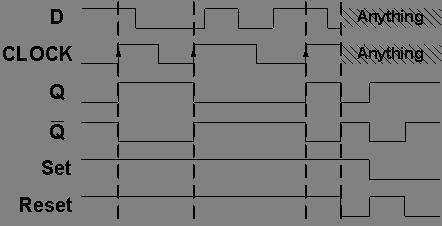 D
Anything
CLOCK
Anything
Q
Q̅
Set
Reset